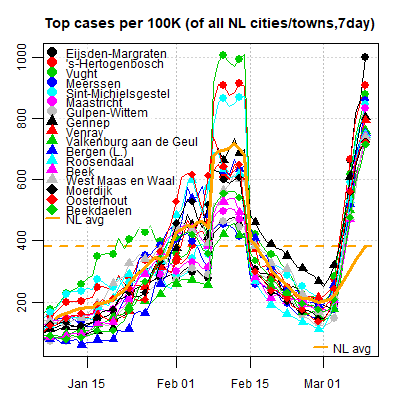 Top cases per 100K (of all NL cities/towns,7day)
1000
800
600
400
200
Eijsden-Margraten
's-Hertogenbosch
Vught
Meerssen
Sint-Michielsgestel
Maastricht
Gulpen-Wittem
Gennep
Venray
Valkenburg aan de Geul
Bergen (L.)
Roosendaal
Beek
West Maas en Waal
Moerdijk
Oosterhout
Beekdaelen
NL avg
NL avg
Jan 15
Feb 01
Feb 15
Mar 01